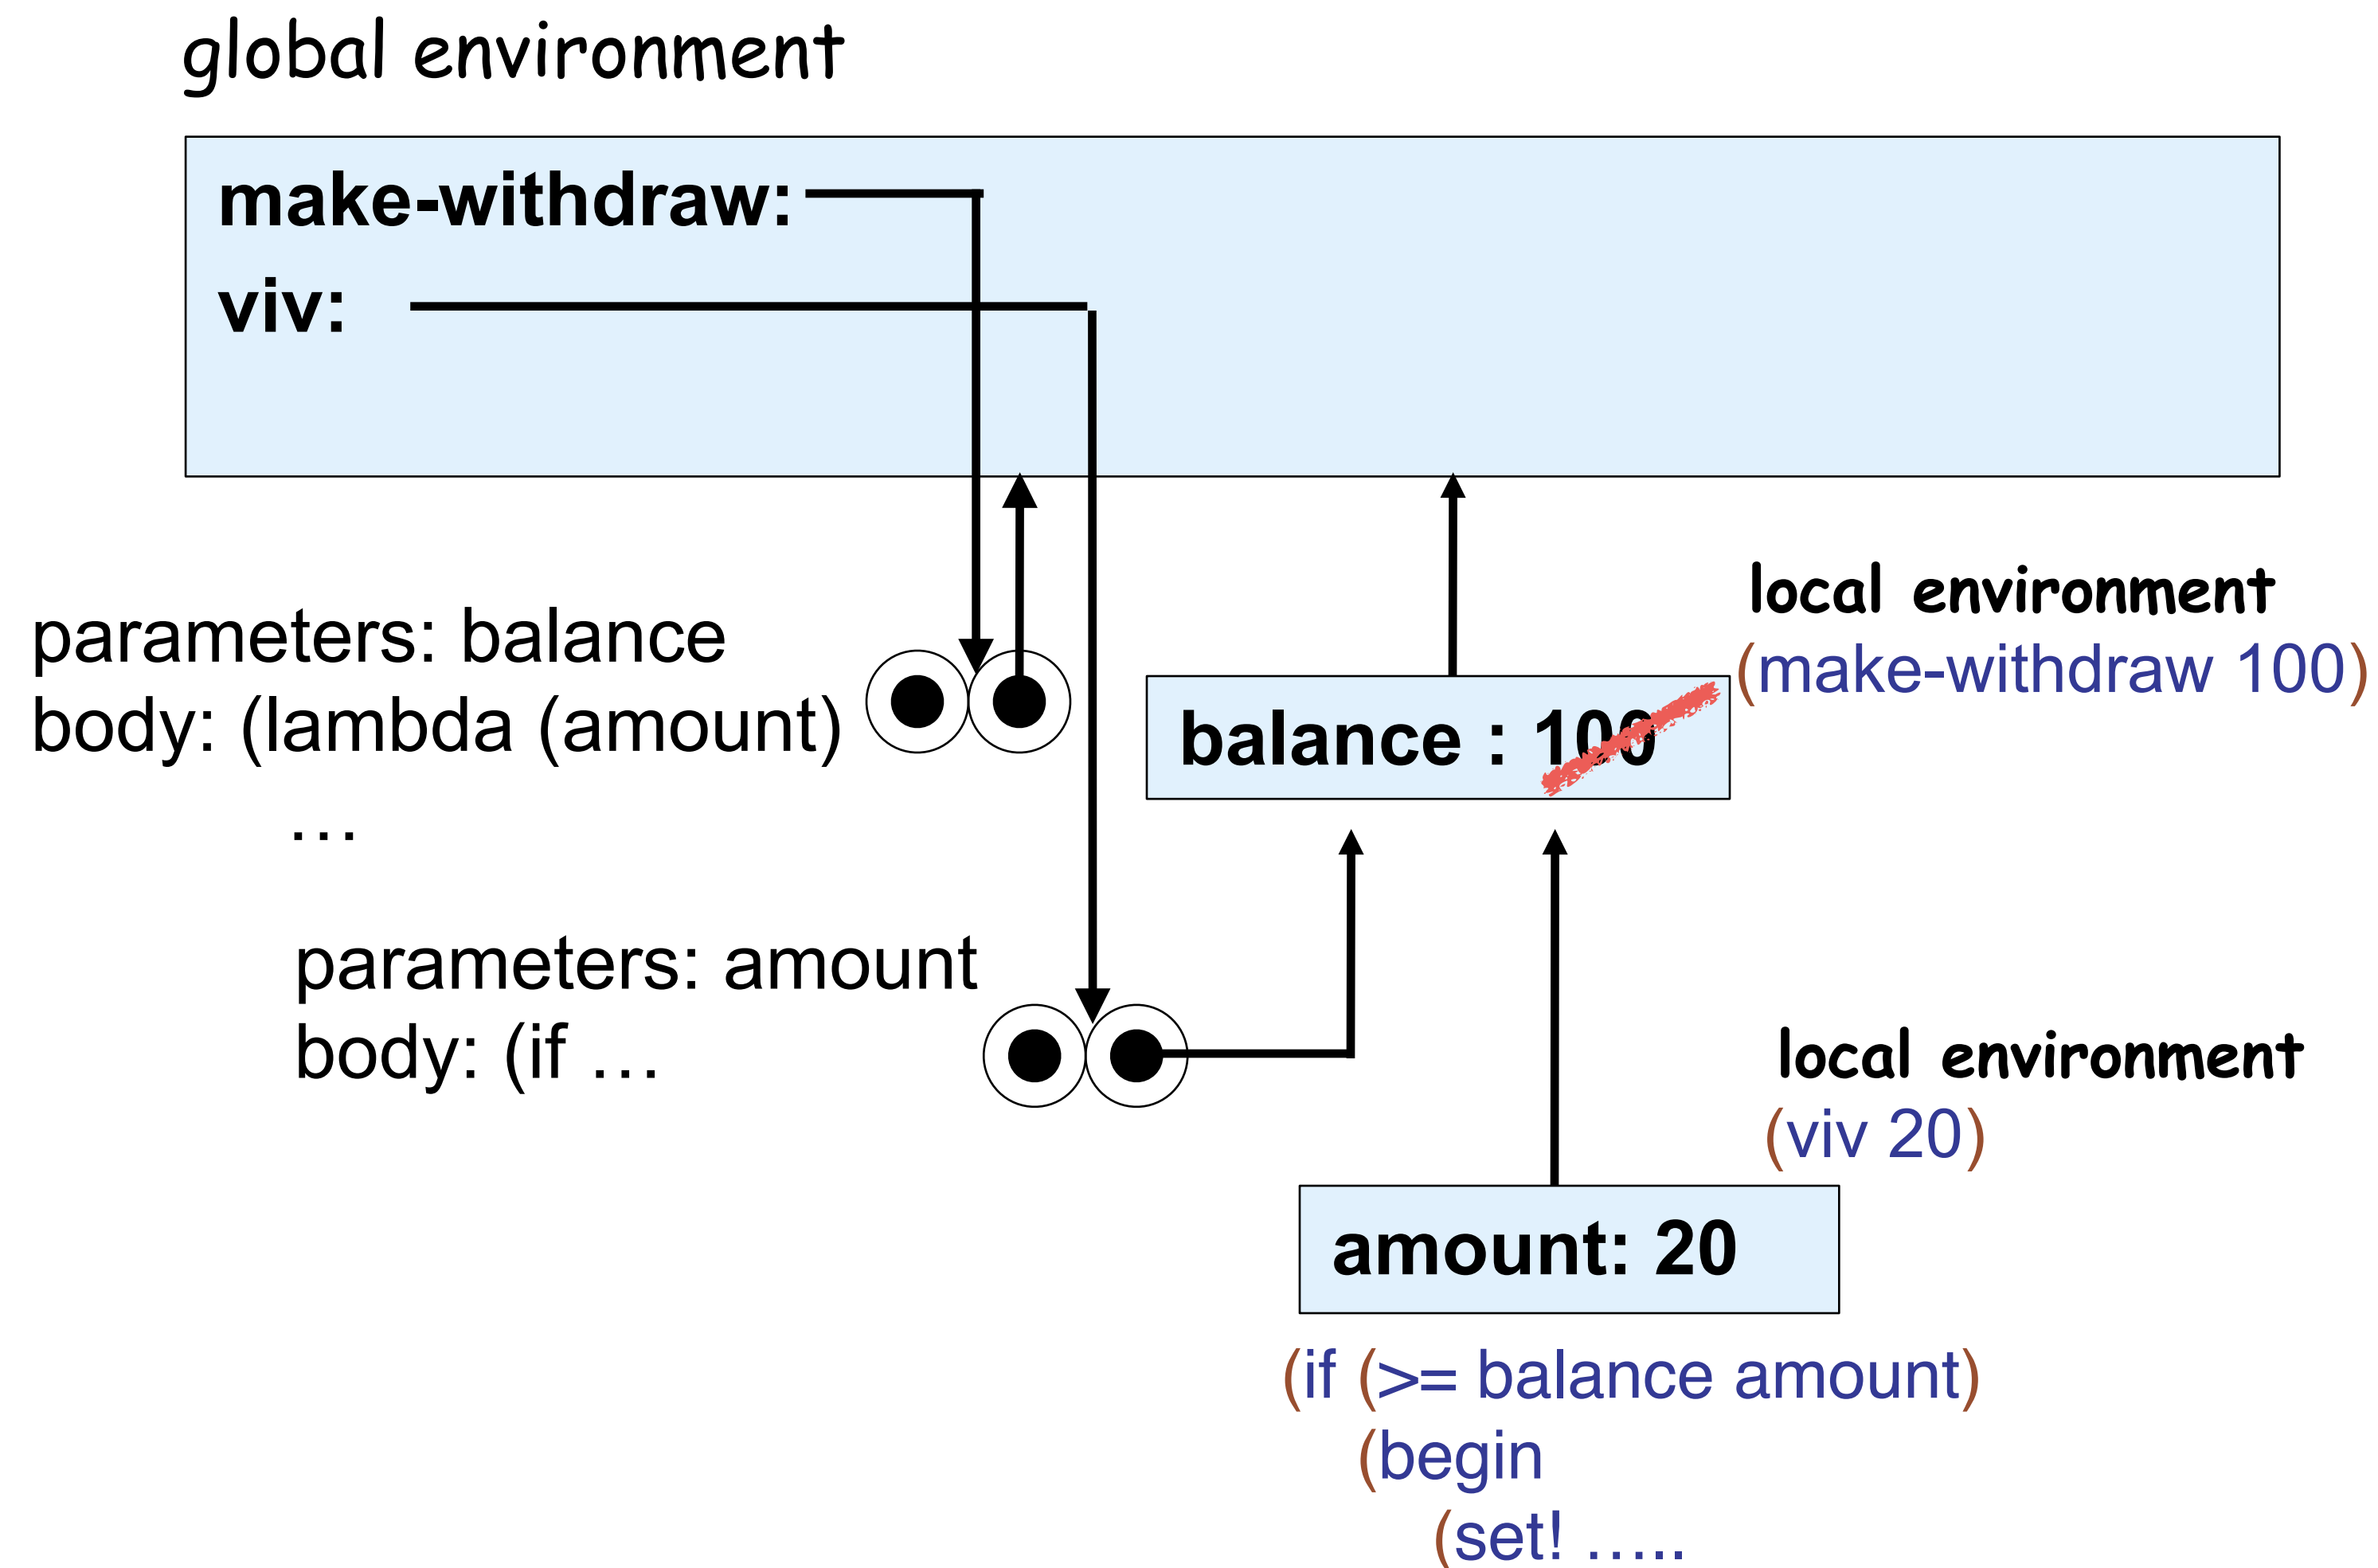 global environment
make-withdraw:
viv:
local environment
(make-withdraw 100)
parameters: balance
body: (lambda (amount)
…
balance : 100
parameters: amount
body: (if …
local environment
(viv 20)
amount: 20
(if (>= balance amount)
(begin
(set! …..